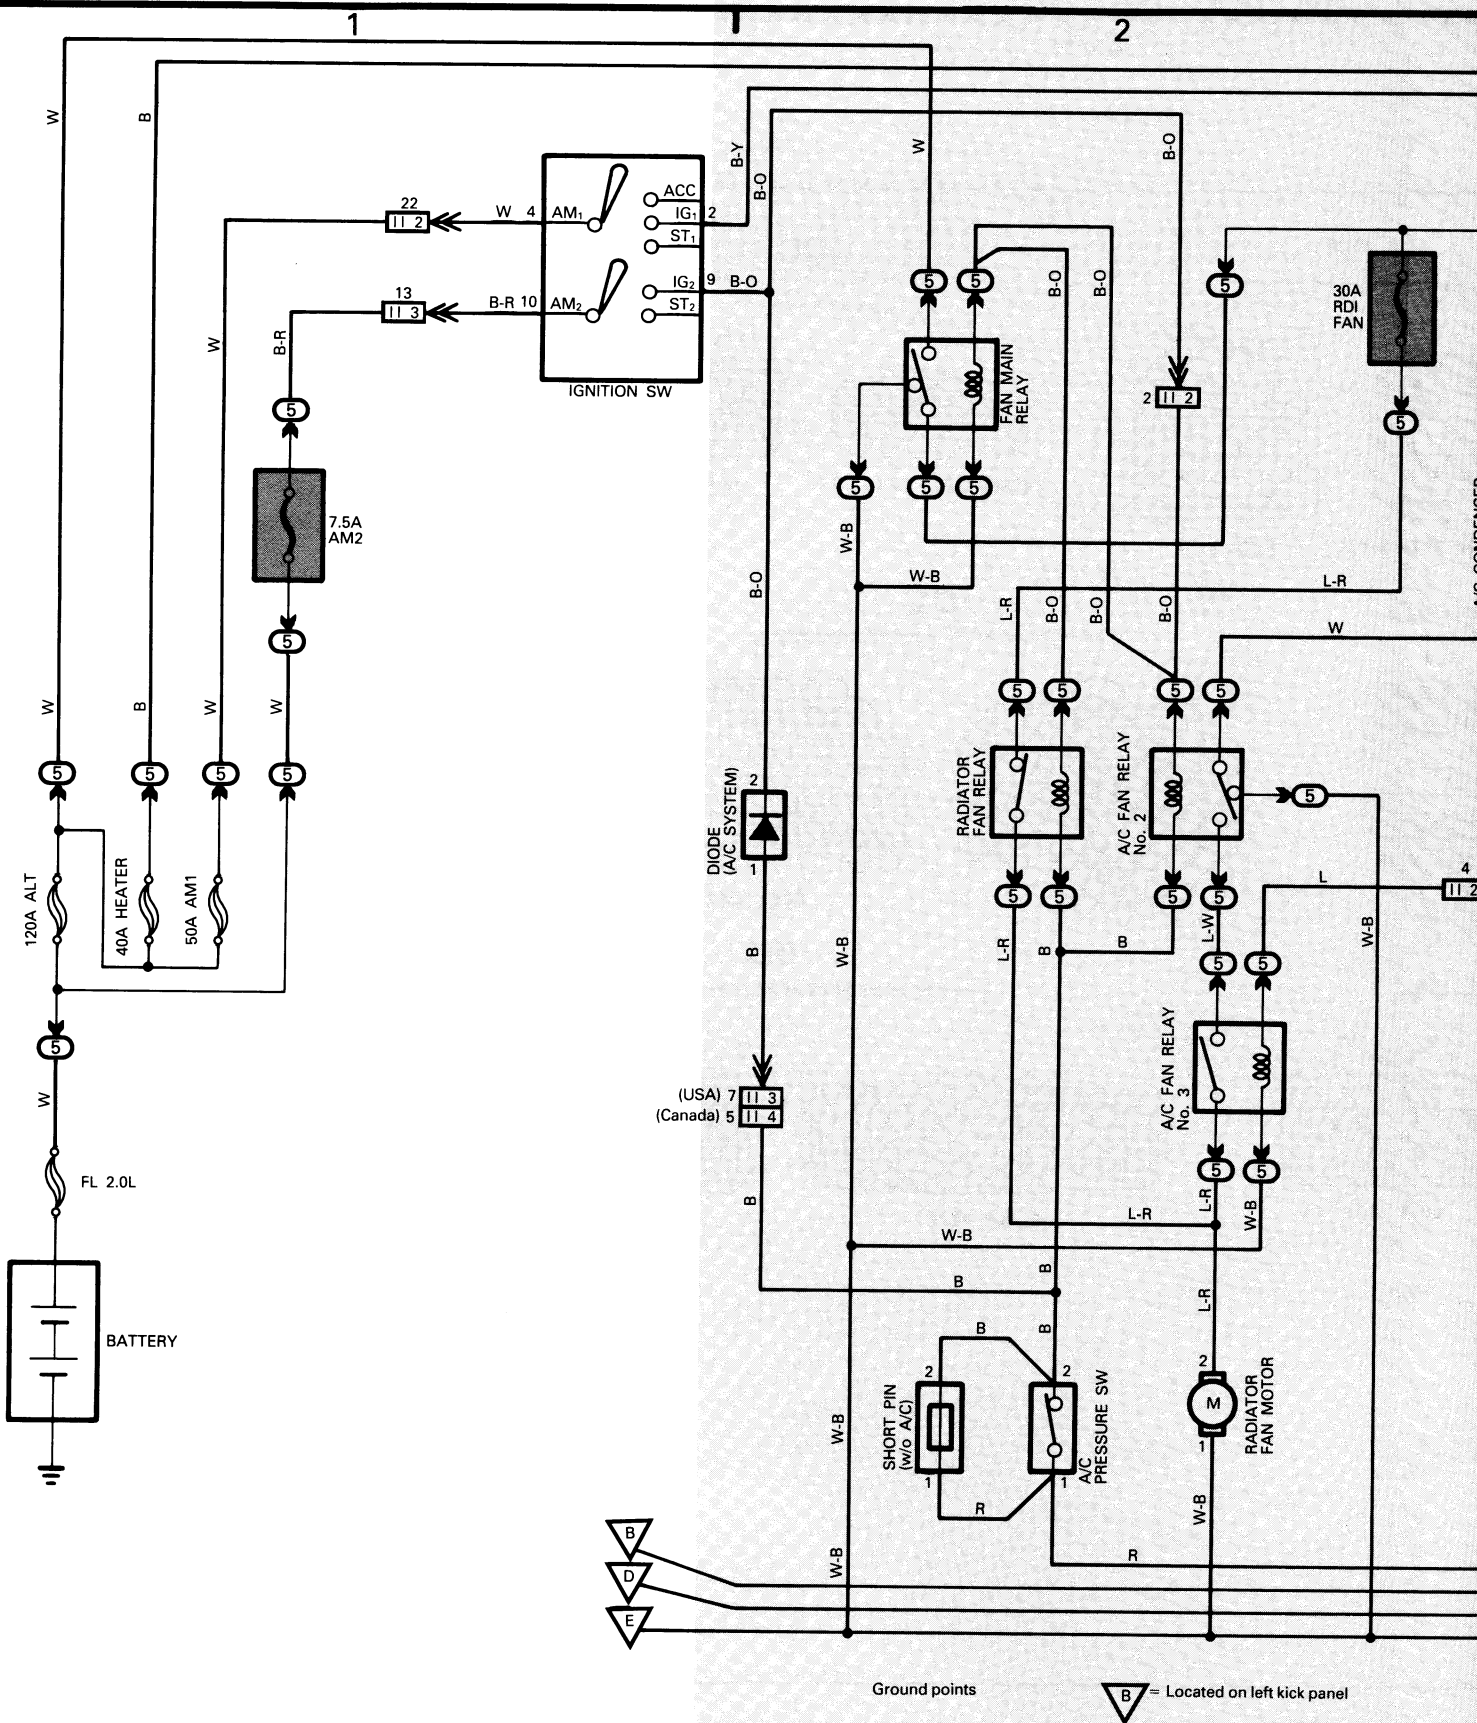 1
2
W
B
W
B-Y
B-O
B-O
22
II 2
W 4
AM1
ACC
IG1
2
ST1
13
II 3
B-R 10
AM2
IG2
9
B-O
ST2
IGNITION SW
W
B-R
5
5
5
5
30A
RDI
FAN
5
B-O
B-O
FAN MAIN
RELAY
2
II 2
5
7.5A
AM2
5
5
5
W-B
W-B
B-O
L-R
B-O
B-O
B-O
L-R
W
5
W
B
W
W
5
5
5
5
5
5
5
5
RADIATOR
FAN RELAY
A/C FAN RELAY
No. 2
5
DIODE
(A/C SYSTEM)
2
1
120A ALT
40A HEATER
50A AM1
5
5
5
5
L
4
II 2
L-W
W-B
B
W-B
L-R
B
B
5
5
5
W
A/C FAN RELAY
No. 3
(USA) 7
II 3
(Canada) 5
II 4
5
5
FL 2.0L
B
L-R
L-R
W-B
W-B
B
B
L-R
BATTERY
B
B
2
2
2
SHORT PIN
(w/o A/C)
A/C
PRESSURE SW
M
RADIATOR
FAN MOTOR
1
1
1
W-B
R
W-B
W-B
R
B
D
E
Ground points
B
= Located on left kick panel